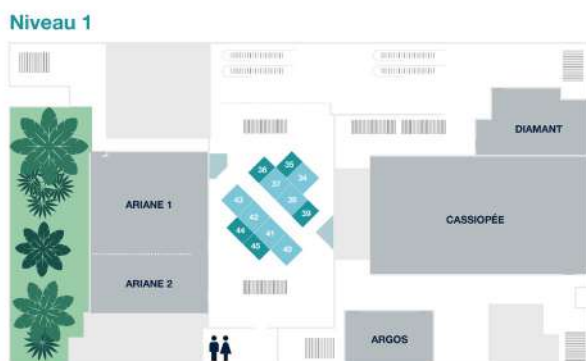 Niveau 1
DIAMANT
36
35
37
34
ARIANE 1
38
43
39
CASSIOPÉE
42
44
41
45
40
ARIANE 2
ARGOS